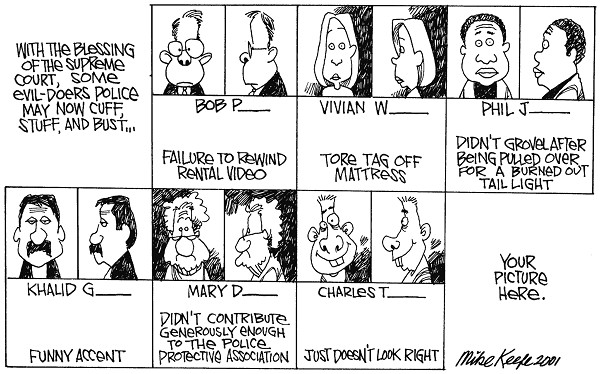 WITH THE BLESSING
OF THE SUPREME
COURT, SOME
EVIL-DOERS POLICE
MAY NOW CUFF,
STUFF, AND BUST...
BOB P____
FAILURE TO REWIND
RENTAL VIDEO
VIVIAN W____
TORE TAG OFF
MATTRESS
PHIL J____
DIDN'T GROVEL AFTER
BEING PULLED OVER
FOR A BURNED OUT
TAIL LIGHT
KHALID G____
FUNNY ACCENT
MARY D____
DIDN'T CONTRIBUTE
GENEROUSLY ENOUGH
TO THE POLICE
PROTECTIVE ASSOCIATION
CHARLES T____
JUST DOESN'T LOOK RIGHT
YOUR
PICTURE
HERE.
Mike Keefe 2001